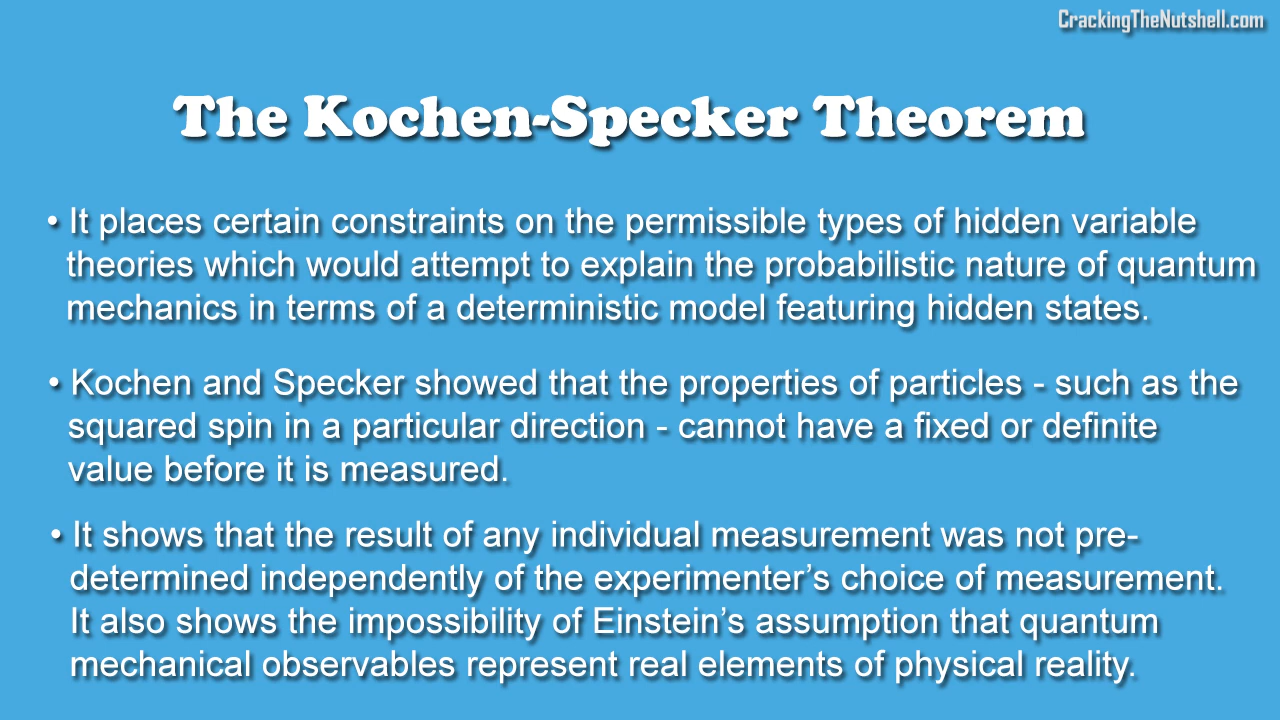 CrackingTheNutshell.com
The Kochen-Specker Theorem
• It places certain constraints on the permissible types of hidden variable
theories which would attempt to explain the probabilistic nature of quantum
mechanics in terms of a deterministic model featuring hidden states.
• Kochen and Specker showed that the properties of particles - such as the
squared spin in a particular direction - cannot have a fixed or definite
value before it is measured.
• It shows that the result of any individual measurement was not pre-
determined independently of the experimenter’s choice of measurement.
It also shows the impossibility of Einstein’s assumption that quantum
mechanical observables represent real elements of physical reality.